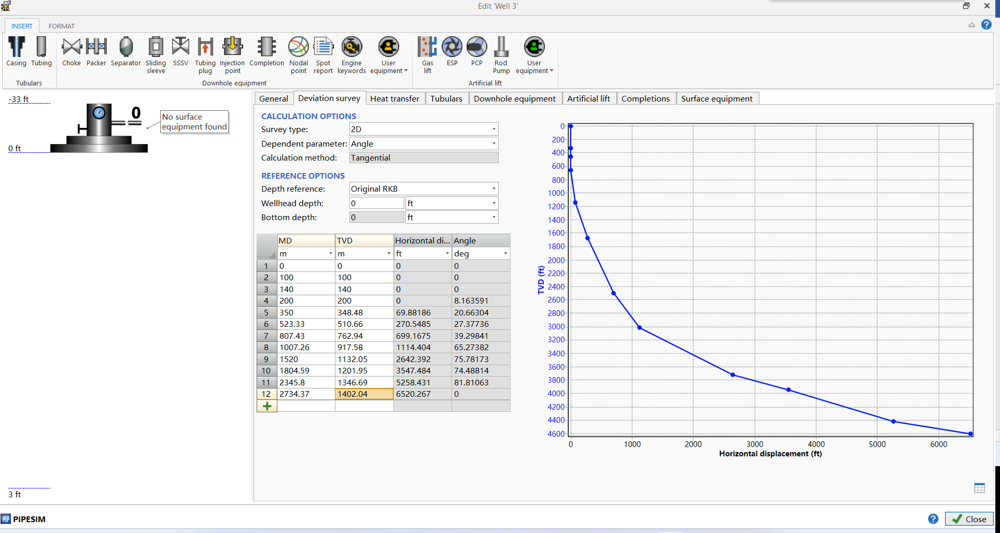 Edit 'Well 3'
INSERT FORMAT
Casing Tubing Choke Packer Separator Sliding sleeve SSSV Tubing plug Injection point Completion Nodal point Spot report Engine keywords User equipment Gas lift ESP PCP Rod Pump User equipment
Tubulars Downhole equipment Artificial lift
-33 ft
0
No surface
equipment found
0 ft
3 ft
General Deviation survey Heat transfer Tubulars Downhole equipment Artificial lift Completions Surface equipment
CALCULATION OPTIONS
Survey type: 2D
Dependent parameter: Angle
Calculation method: Tangential
REFERENCE OPTIONS
Depth reference: Original RKB
Wellhead depth: 0 ft
Bottom depth: 0 ft
MD TVD Horizontal di... Angle
m m ft deg
1 0 0 0 0
2 100 100 0 0
3 140 140 0 0
4 200 200 0 8.163591
5 350 348.48 69.88186 20.66304
6 523.33 510.66 270.5485 27.37736
7 807.43 762.94 699.1675 39.29841
8 1007.26 917.58 1114.404 65.27382
9 1520 1132.05 2642.392 75.78173
10 1804.59 1201.95 3547.484 74.48814
11 2345.8 1346.69 5258.431 81.81063
12 2734.37 1402.04 6520.267 0
TVD (ft)
0
200
400
600
800
1000
1200
1400
1600
1800
2000
2200
2400
2600
2800
3000
3200
3400
3600
3800
4000
4200
4400
4600
0 1000 2000 3000 4000 5000 6000
Horizontal displacement (ft)
PIP PIPESIM
? Close